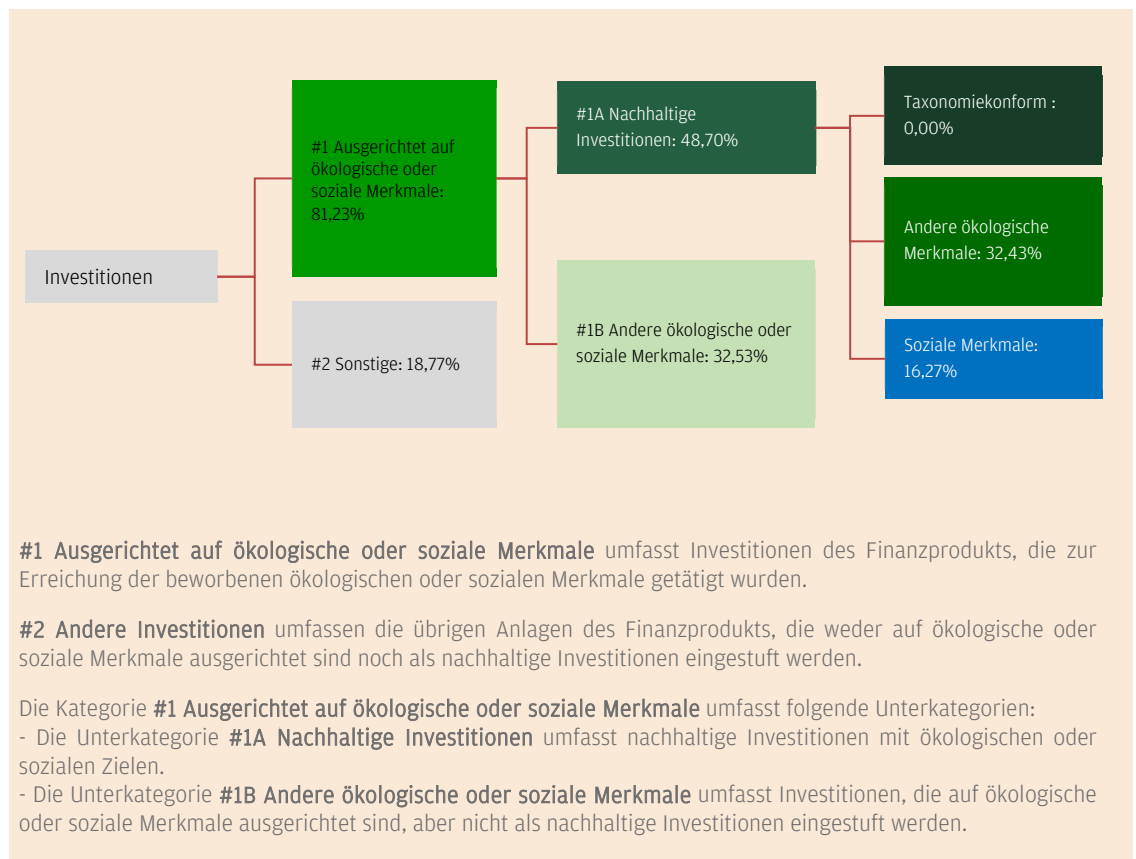 Investitionen
#1 Ausgerichtet auf
ökologische oder
soziale Merkmale:
81,23%
#2 Sonstige: 18,77%
#1A Nachhaltige
Investitionen: 48,70%
#1B Andere ökologische oder
soziale Merkmale: 32,53%
Taxonomiekonform :
0,00%
Andere ökologische
Merkmale: 32,43%
Soziale Merkmale:
16,27%
#1 Ausgerichtet auf ökologische oder soziale Merkmale umfasst Investitionen des Finanzprodukts, die zur
Erreichung der beworbenen ökologischen oder sozialen Merkmale getätigt wurden.
#2 Andere Investitionen umfassen die übrigen Anlagen des Finanzprodukts, die weder auf ökologische oder
soziale Merkmale ausgerichtet sind noch als nachhaltige Investitionen eingestuft werden.
Die Kategorie #1 Ausgerichtet auf ökologische oder soziale Merkmale umfasst folgende Unterkategorien:
- Die Unterkategorie #1A Nachhaltige Investitionen umfasst nachhaltige Investitionen mit ökologischen oder
sozialen Zielen.
- Die Unterkategorie #1B Andere ökologische oder soziale Merkmale umfasst Investitionen, die auf ökologische
oder soziale Merkmale ausgerichtet sind, aber nicht als nachhaltige Investitionen eingestuft werden.